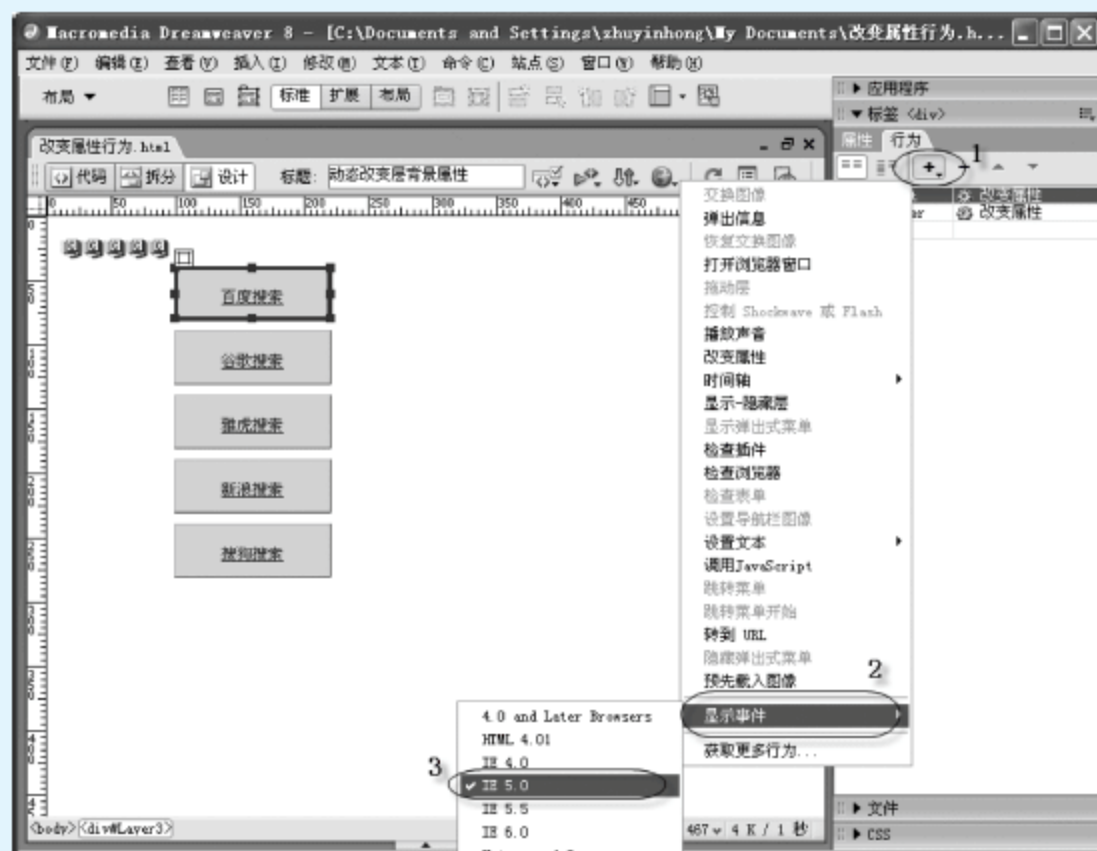 Macromedia Dreamweaver 8 - [C:\Documents and Settings\zhuyinhong\My Documents\改变属性行为.h...
文件(F) 编辑(E) 查看(V) 插入(I) 修改(M) 文本(T) 命令(C) 站点(S) 窗口(W) 帮助(H)
布局 标准 扩展 布局
应用程序
标签 <div>
属性 行为
1
改变属性行为.html
代码 拆分 设计 标题: 动态改变层背景属性
改变属性
改变属性
0 50 100 150 200 250 300 350 400 450
百度搜索
谷歌搜索
雅虎搜索
新浪搜索
搜狗搜索
交换图像
弹出信息
恢复交换图像
打开浏览器窗口
拖动层
控制 Shockwave 或 Flash
播放声音
改变属性
时间轴
显示-隐藏层
显示弹出式菜单
检查插件
检查浏览器
检查表单
设置导航栏图像
设置文本
调用JavaScript
跳转菜单
跳转菜单开始
转到 URL
隐藏弹出式菜单
预先载入图像
2
显示事件
获取更多行为...
4.0 and Later Browsers
HTML 4.01
IE 4.0
3
IE 5.0
IE 5.5
IE 6.0
<body> <div#Layer3>
467 4 K / 1 秒
文件
CSS